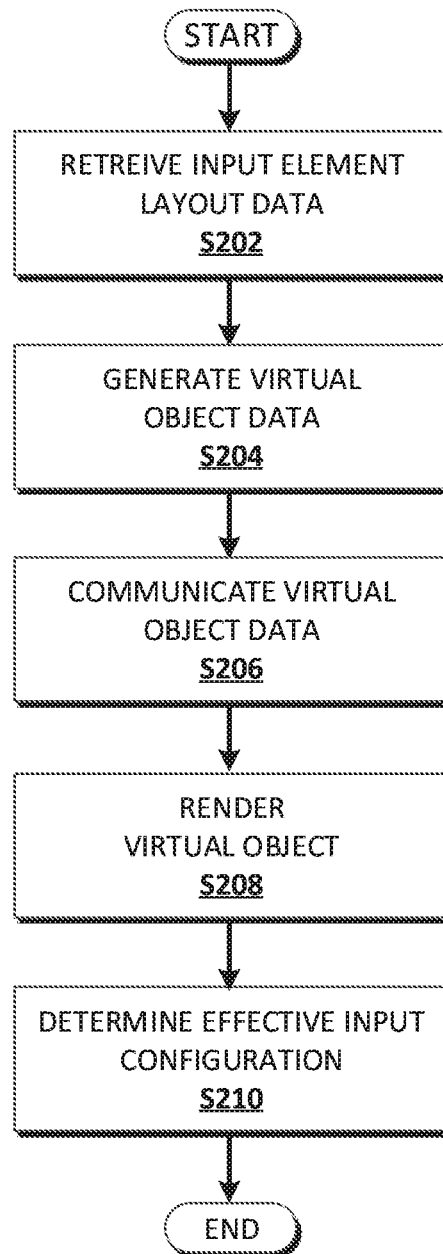 START
RETREIVE INPUT ELEMENT
LAYOUT DATA
S202
GENERATE VIRTUAL
OBJECT DATA
S204
COMMUNICATE VIRTUAL
OBJECT DATA
S206
RENDER
VIRTUAL OBJECT
S208
DETERMINE EFFECTIVE INPUT
CONFIGURATION
S210
END